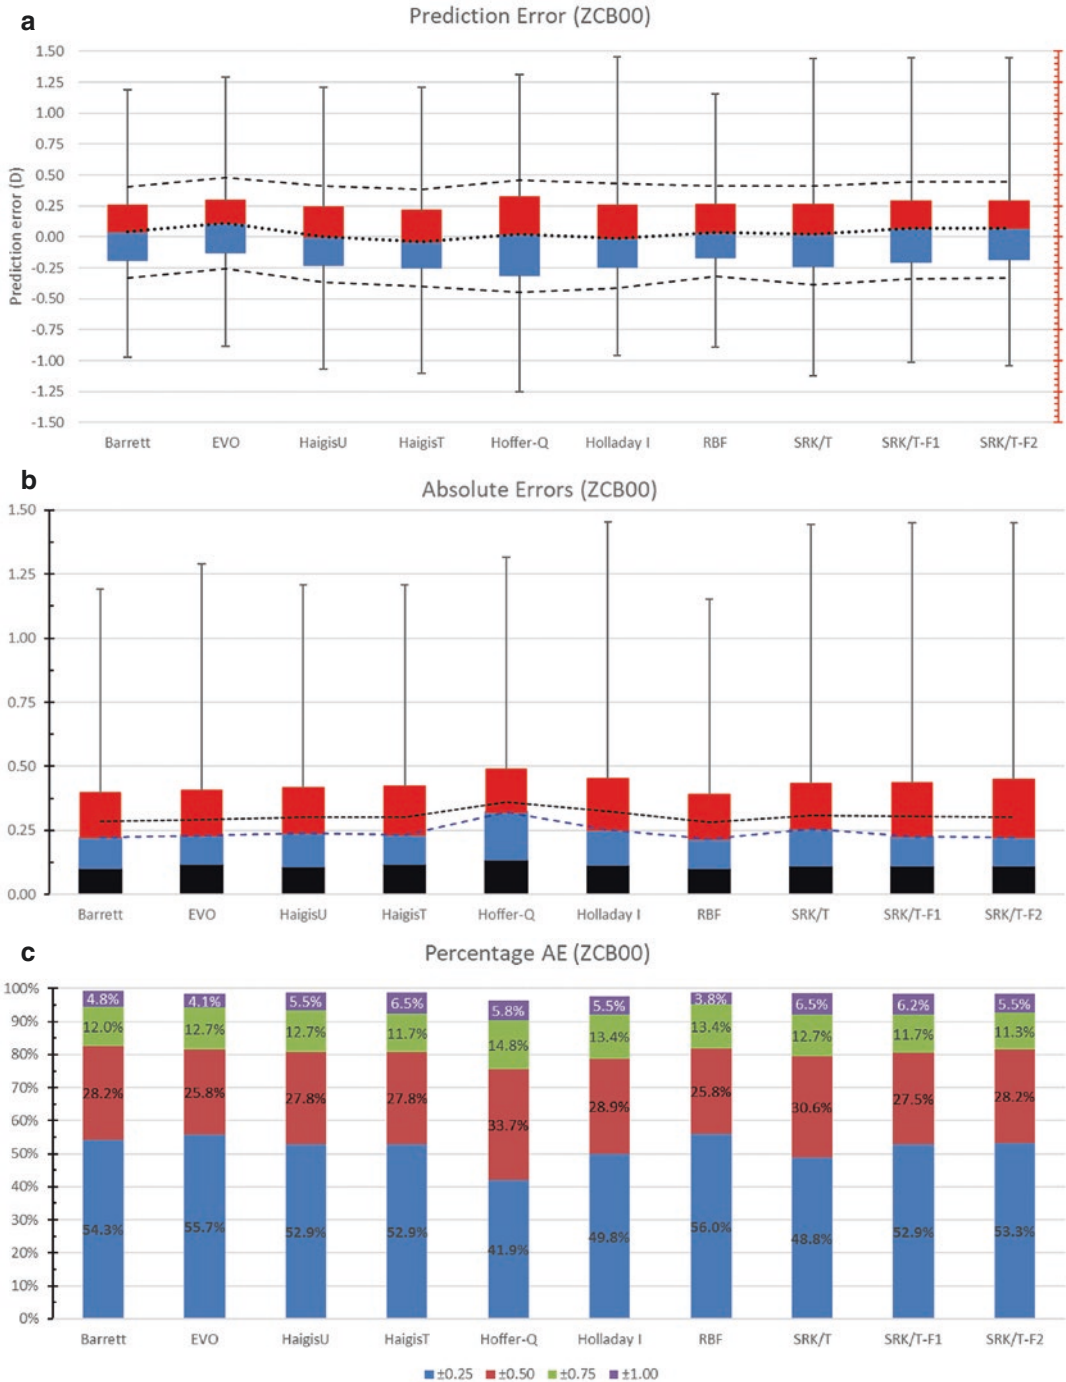 a
Prediction Error (ZCB00)
Prediction error (D)
1.50
1.25
1.00
0.75
0.50
0.25
0.00
-0.25
-0.50
-0.75
-1.00
-1.25
-1.50
Barrett EVO HaigisU HaigisT Hoffer-Q Holladay I RBF SRK/T SRK/T-F1 SRK/T-F2
b
Absolute Errors (ZCB00)
1.50
1.25
1.00
0.75
0.50
0.25
0.00
Barrett EVO HaigisU HaigisT Hoffer-Q Holladay I RBF SRK/T SRK/T-F1 SRK/T-F2
c
Percentage AE (ZCB00)
100%
90%
80%
70%
60%
50%
40%
30%
20%
10%
0%
4.8% 4.1% 5.5% 6.5% 5.8% 5.5% 3.8% 6.5% 6.2% 5.5%
12.0% 12.7% 12.7% 11.7% 14.8% 13.4% 13.4% 12.7% 11.7% 11.3%
28.2% 25.8% 27.8% 27.8% 33.7% 28.9% 25.8% 30.6% 27.5% 28.2%
54.3% 55.7% 52.9% 52.9% 41.9% 49.8% 56.0% 48.8% 52.9% 53.3%
Barrett EVO HaigisU HaigisT Hoffer-Q Holladay I RBF SRK/T SRK/T-F1 SRK/T-F2
±0.25 ±0.50 ±0.75 ±1.00